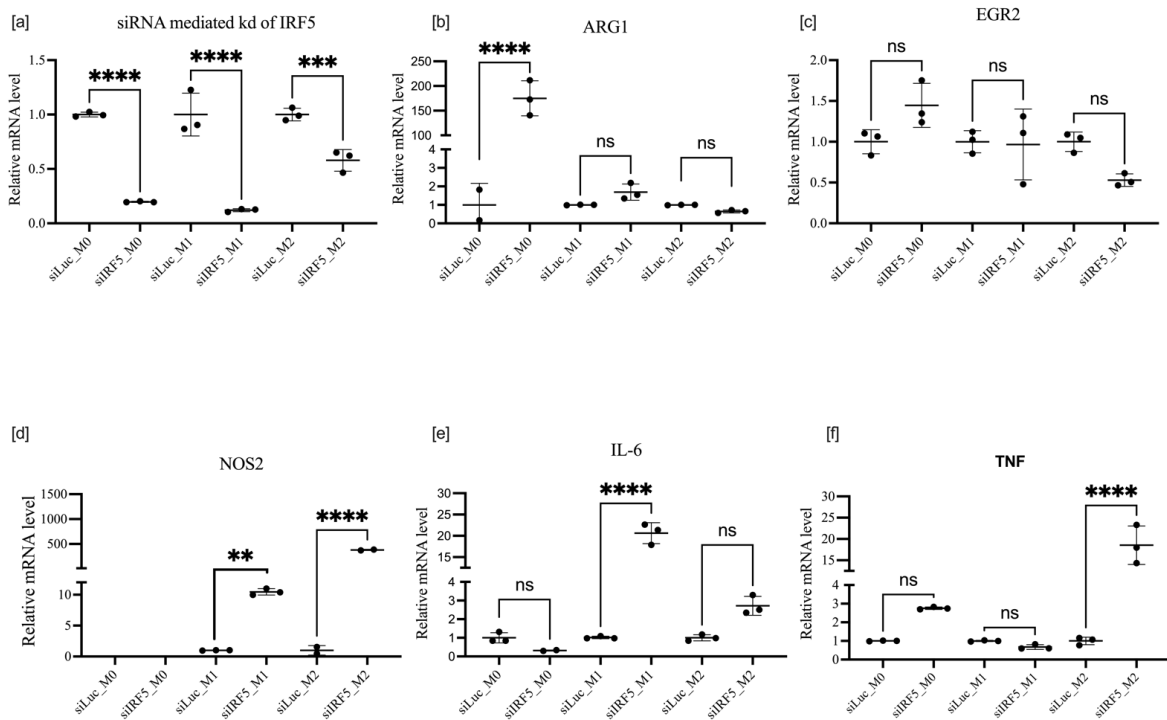 [a]
siRNA mediated kd of IRF5
Relative mRNA level
1.5
1.0
0.5
0.0
****
****
***
siLuc_M0
siIRF5_M0
siLuc_M1
siIRF5_M1
siLuc_M2
siIRF5_M2
[b]
ARG1
Relative mRNA level
250
200
150
100
4
3
2
1
0
****
ns
ns
siLuc_M0
siIRF5_M0
siLuc_M1
siIRF5_M1
siLuc_M2
siIRF5_M2
[c]
EGR2
Relative mRNA level
2.0
1.5
1.0
0.5
0.0
ns
ns
ns
siLuc_M0
siIRF5_M0
siLuc_M1
siIRF5_M1
siLuc_M2
siIRF5_M2
[d]
NOS2
Relative mRNA level
1500
1000
500
10
5
0
**
****
siLuc_M0
siIRF5_M0
siLuc_M1
siIRF5_M1
siLuc_M2
siIRF5_M2
[e]
IL-6
Relative mRNA level
30
25
20
15
4
3
2
1
0
ns
****
ns
siLuc_M0
siIRF5_M0
siLuc_M1
siIRF5_M1
siLuc_M2
siIRF5_M2
[f]
TNF
Relative mRNA level
30
25
20
15
4
3
2
1
0
ns
ns
****
siLuc_M0
siIRF5_M0
siLuc_M1
siIRF5_M1
siLuc_M2
siIRF5_M2